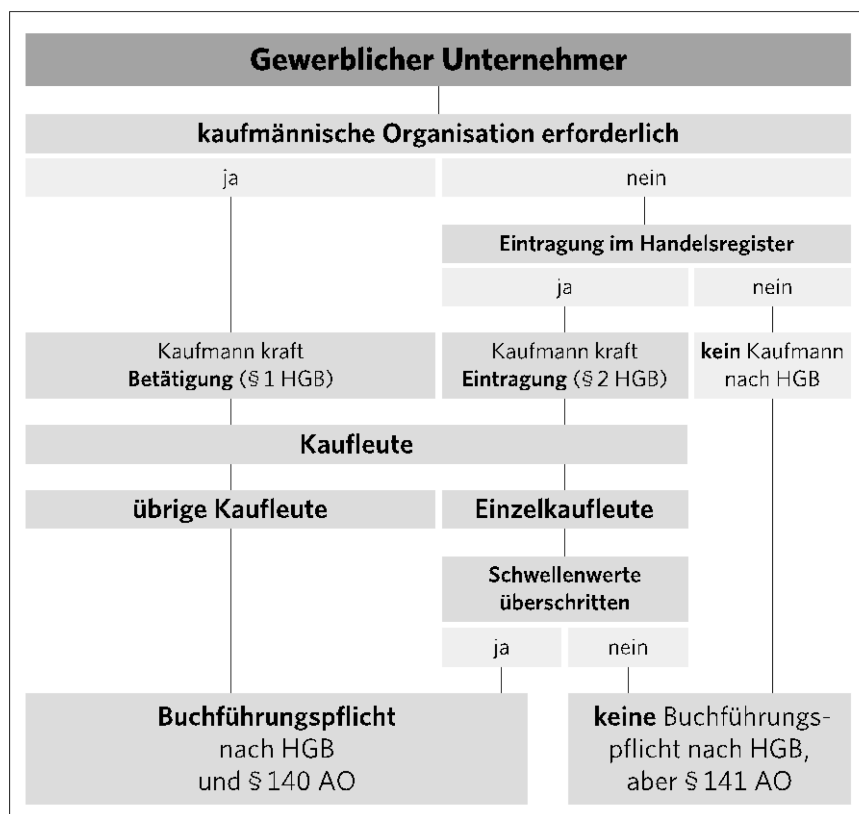 Gewerblicher Unternehmer
kaufmännische Organisation erforderlich
ja
nein
Eintragung im Handelsregister
ja
nein
Kaufmann kraft
Betätigung (§ 1 HGB)
Kaufmann kraft
Eintragung (§ 2 HGB)
kein Kaufmann
nach HGB
Kaufleute
übrige Kaufleute
Einzelkaufleute
Schwellenwerte
überschritten
ja
nein
Buchführungspflicht
nach HGB
und § 140 AO
keine Buchführungs-
pflicht nach HGB,
aber § 141 AO